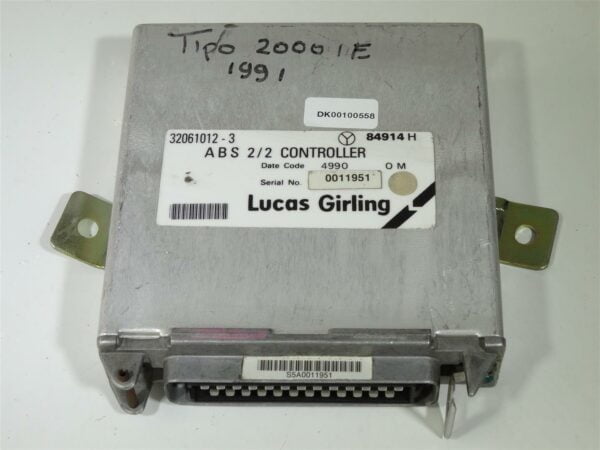 Tipo 2000 IE
1991
DK00100558
32061012 - 3 84914 H
ABS 2/2 CONTROLLER
Date Code 4990 O M
Serial No. 0011951
Lucas Girling
S5A0011951